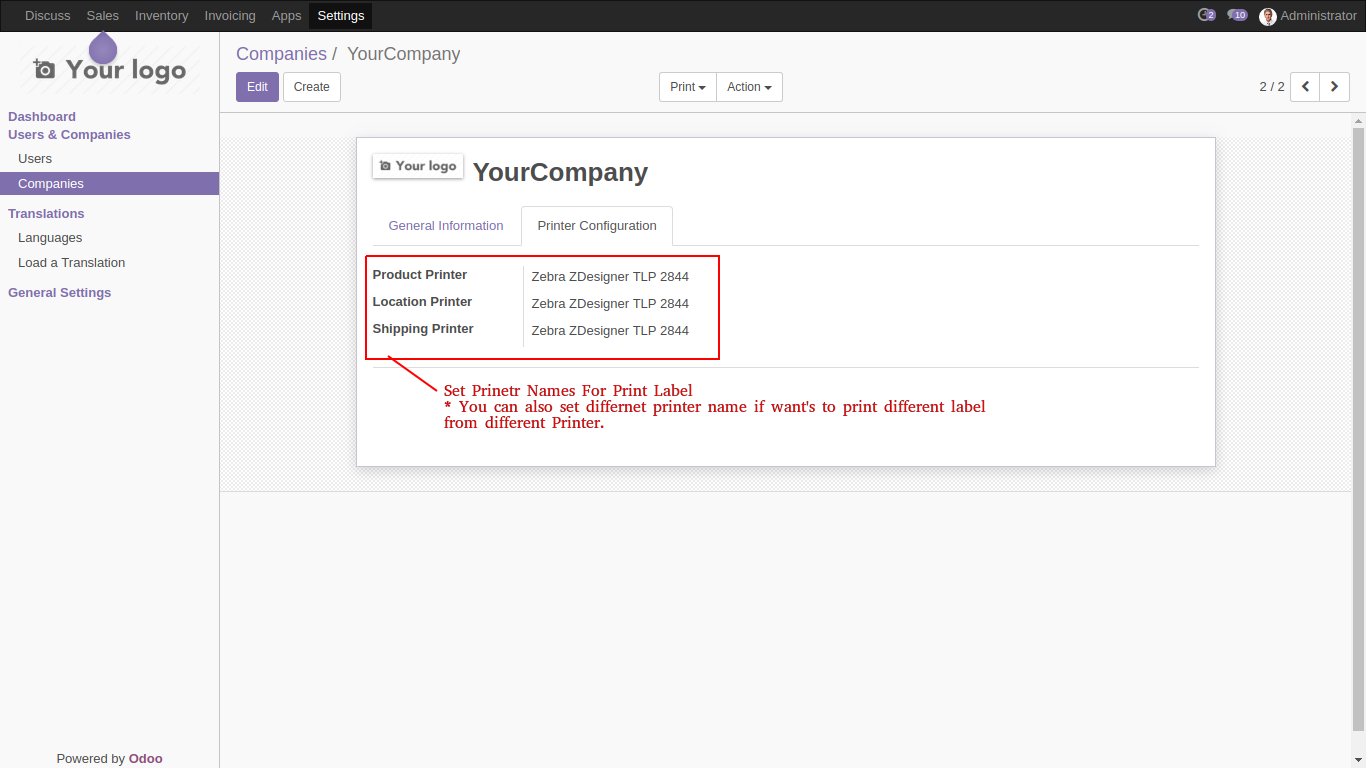 Discuss Sales Inventory Invoicing Apps Settings 2 10 Administrator
Your logo
Companies / YourCompany
Edit Create Print Action 2 / 2
Dashboard
Users & Companies
Users
Companies
Translations
Languages
Load a Translation
General Settings
Your logo YourCompany
General Information Printer Configuration
Product Printer Zebra ZDesigner TLP 2844
Location Printer Zebra ZDesigner TLP 2844
Shipping Printer Zebra ZDesigner TLP 2844
Set Prinetr Names For Print Label
* You can also set differnet printer name if want's to print different label
from different Printer.
Powered by Odoo